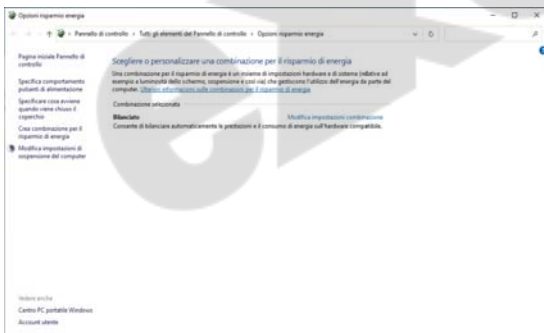 Opzioni risparmio energia
Pannello di controllo › Tutti gli elementi del Pannello di controllo › Opzioni risparmio energia
Pagina iniziale Pannello di
controllo
Specifica comportamento
pulsanti di alimentazione
Specificare cosa avviene
quando viene chiuso il
coperchio
Crea combinazione per il
risparmio di energia
Modifica impostazioni di
sospensione del computer
Scegliere o personalizzare una combinazione per il risparmio di energia
Una combinazione per il risparmio di energia è un insieme di impostazioni hardware e di sistema (relative ad
esempio a luminosità dello schermo, sospensione e così via) che gestiscono l'utilizzo dell'energia da parte del
computer. Ulteriori informazioni sulle combinazioni per il risparmio di energia
Combinazione selezionata
Bilanciato Modifica impostazioni combinazione
Consente di bilanciare automaticamente le prestazioni e il consumo di energia sull'hardware compatibile.
Vedere anche
Centro PC portatile Windows
Account utente